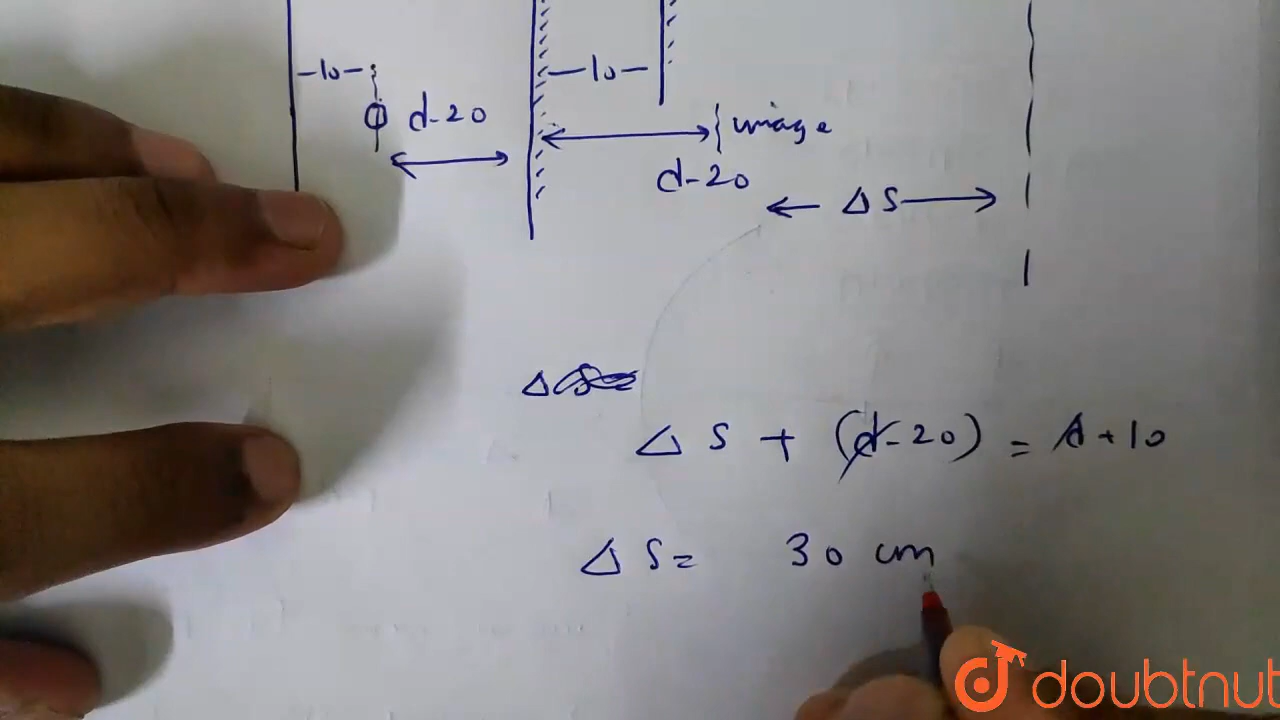 -10-
-10-
d-20
image
d-20
Δ S
Δ
Δ S + (d-20) = d+10
Δ S = 30 cm
doubtnut